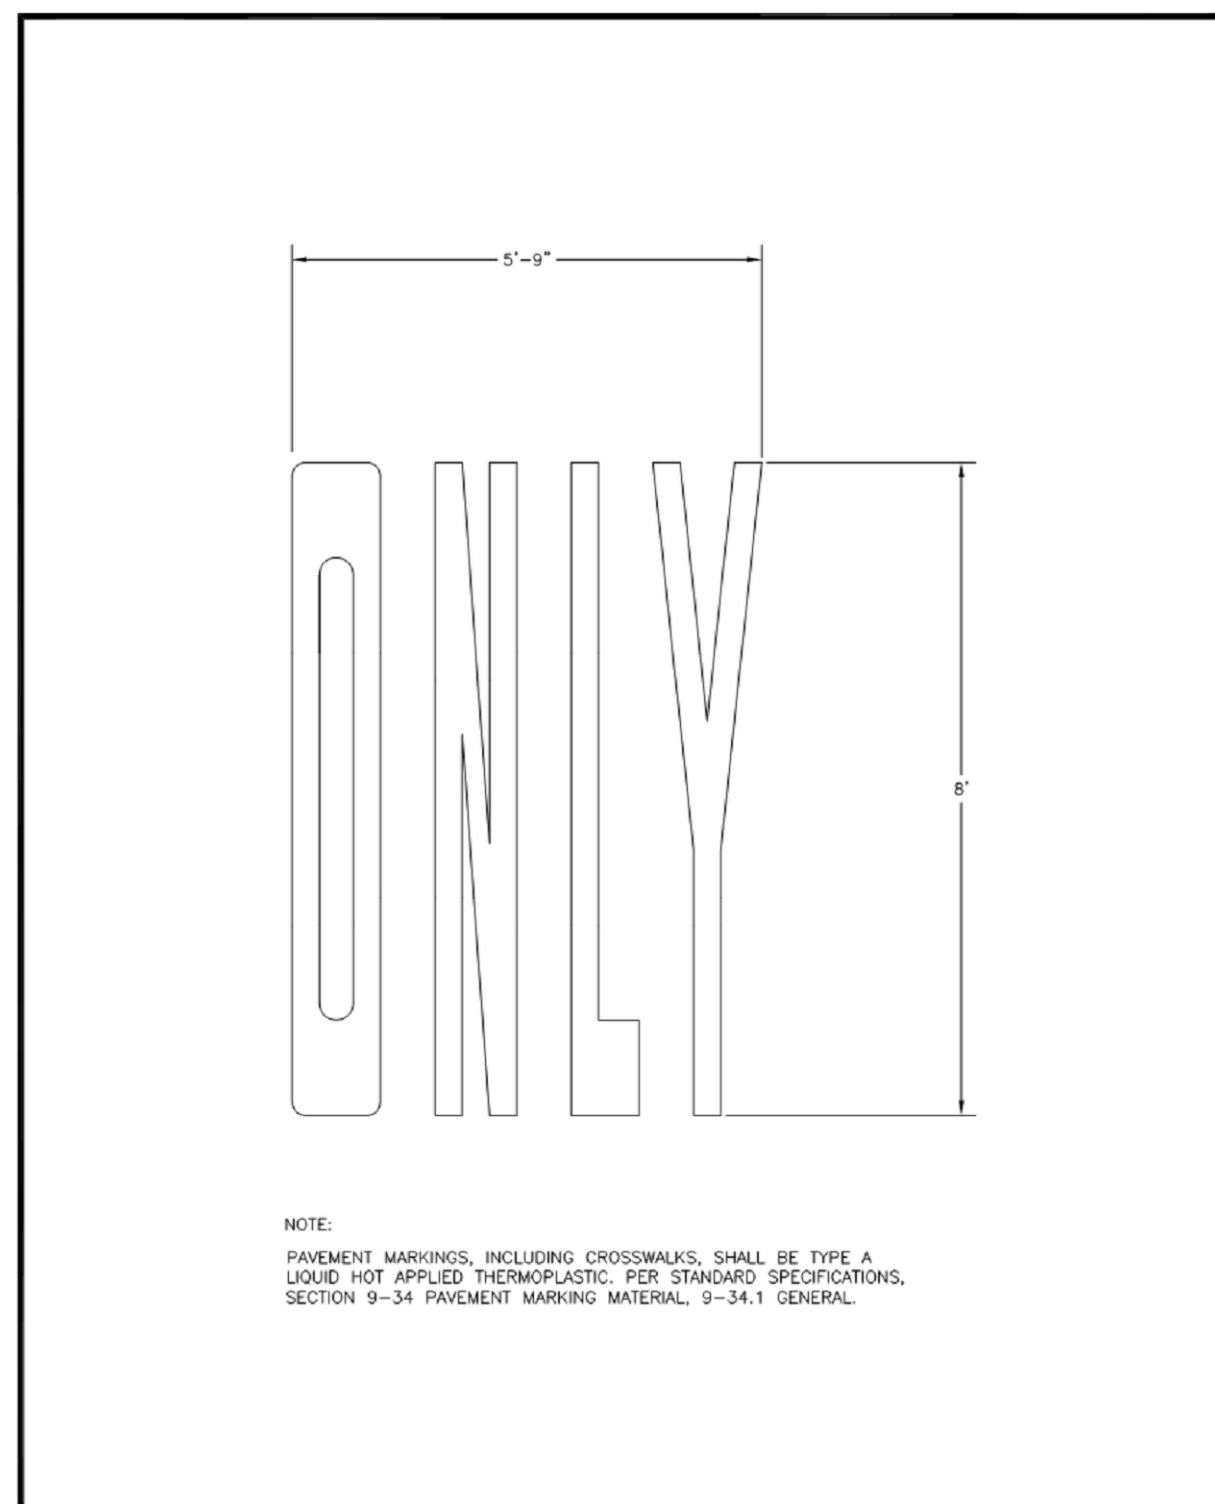 5'-9"
ONLY
8'
NOTE:
PAVEMENT MARKINGS, INCLUDING CROSSWALKS, SHALL BE TYPE A
LIQUID HOT APPLIED THERMOPLASTIC. PER STANDARD SPECIFICATIONS,
SECTION 9-34 PAVEMENT MARKING MATERIAL, 9-34.1 GENERAL.